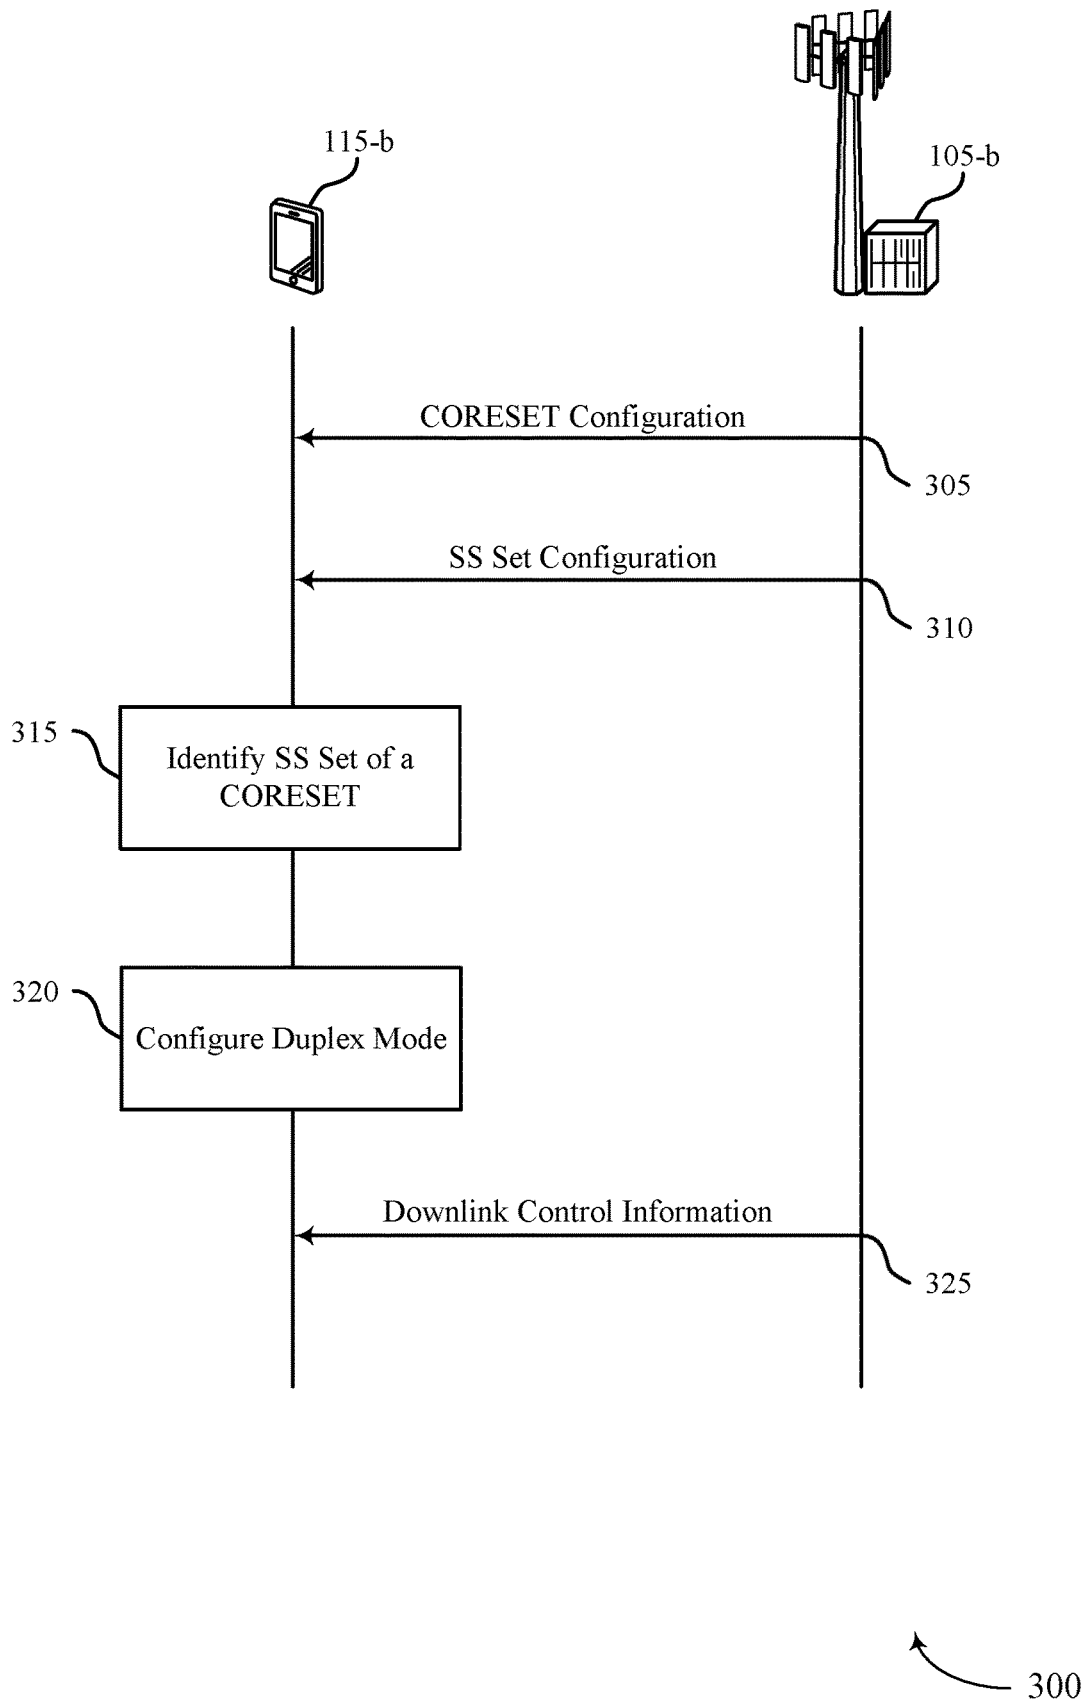 115-b
105-b
CORESET Configuration
305
SS Set Configuration
310
315
Identify SS Set of a
CORESET
320
Configure Duplex Mode
Downlink Control Information
325
300